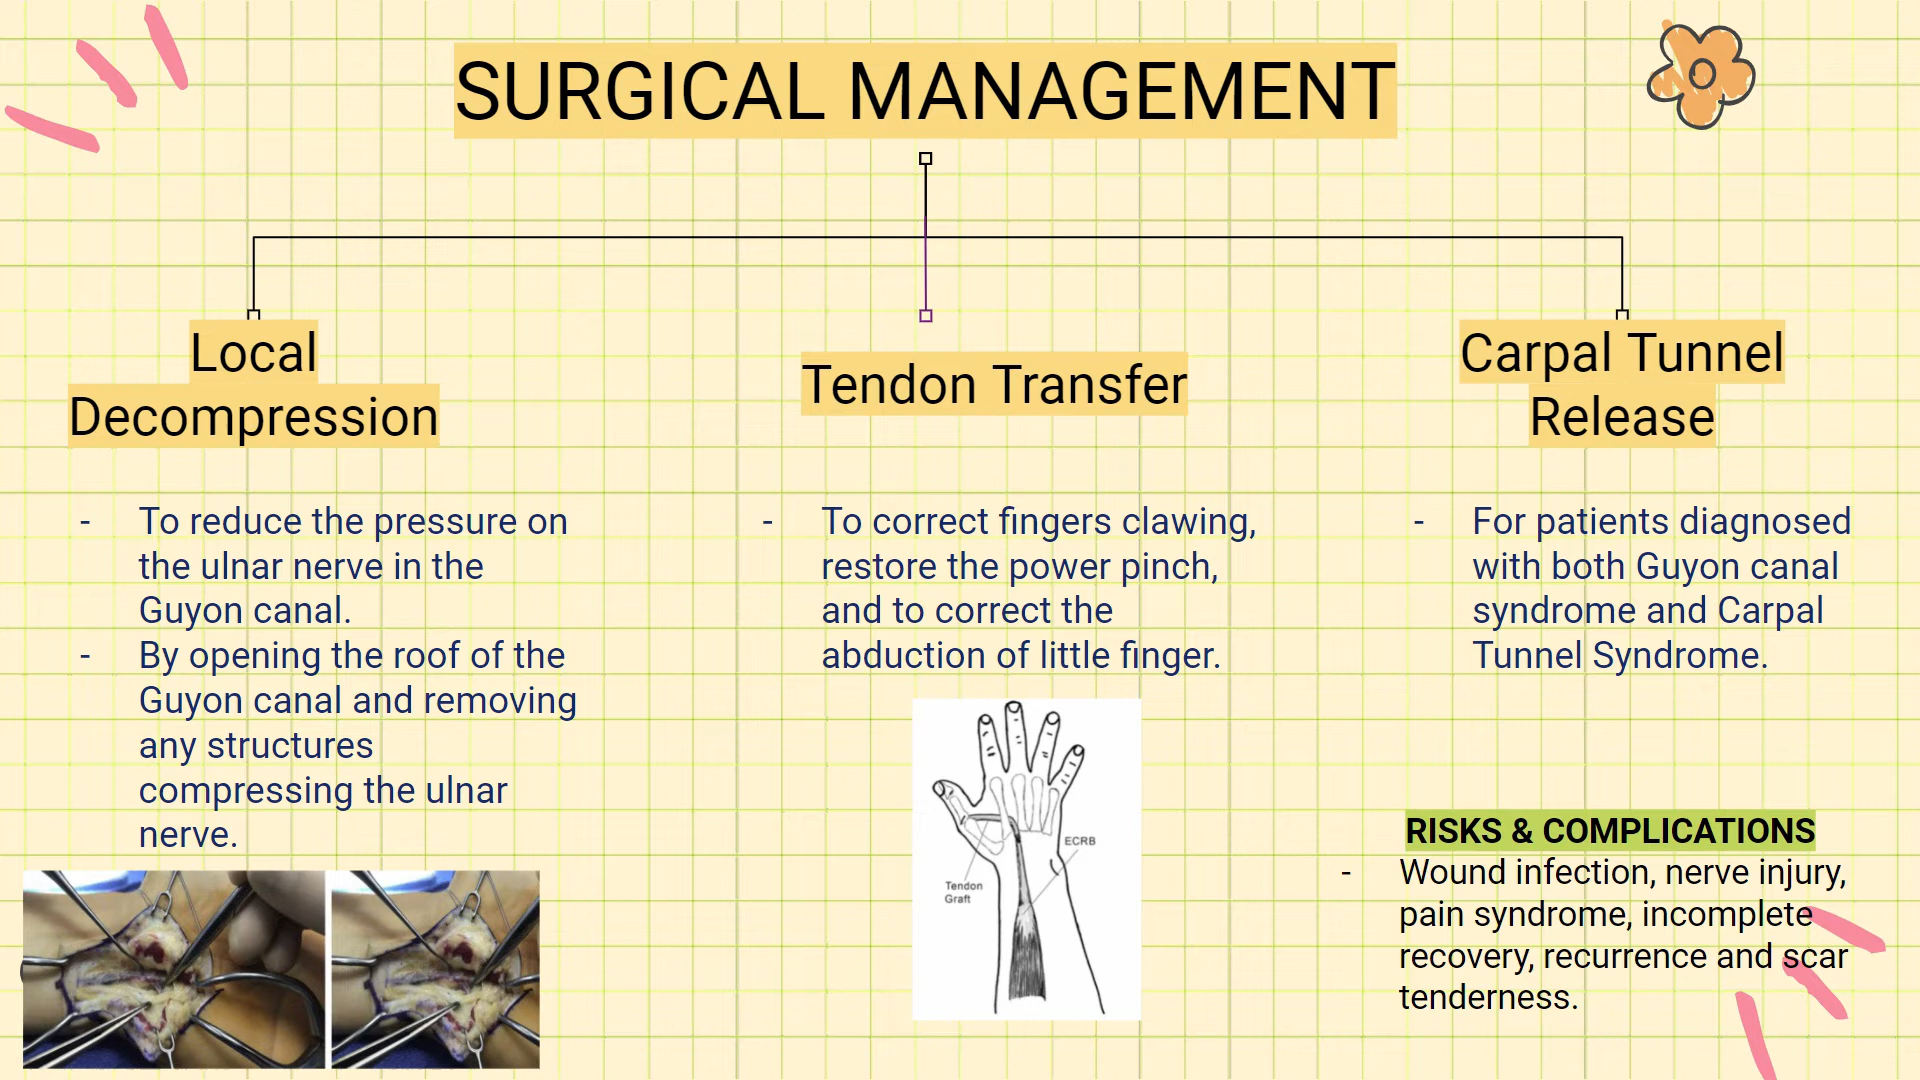 SURGICAL MANAGEMENT
Local
Decompression
- To reduce the pressure on
the ulnar nerve in the
Guyon canal.
- By opening the roof of the
Guyon canal and removing
any structures
compressing the ulnar
nerve.
Tendon Transfer
- To correct fingers clawing,
restore the power pinch,
and to correct the
abduction of little finger.
ECRB
Tendon
Graft
Carpal Tunnel
Release
- For patients diagnosed
with both Guyon canal
syndrome and Carpal
Tunnel Syndrome.
RISKS & COMPLICATIONS
- Wound infection, nerve injury,
pain syndrome, incomplete
recovery, recurrence and scar
tenderness.